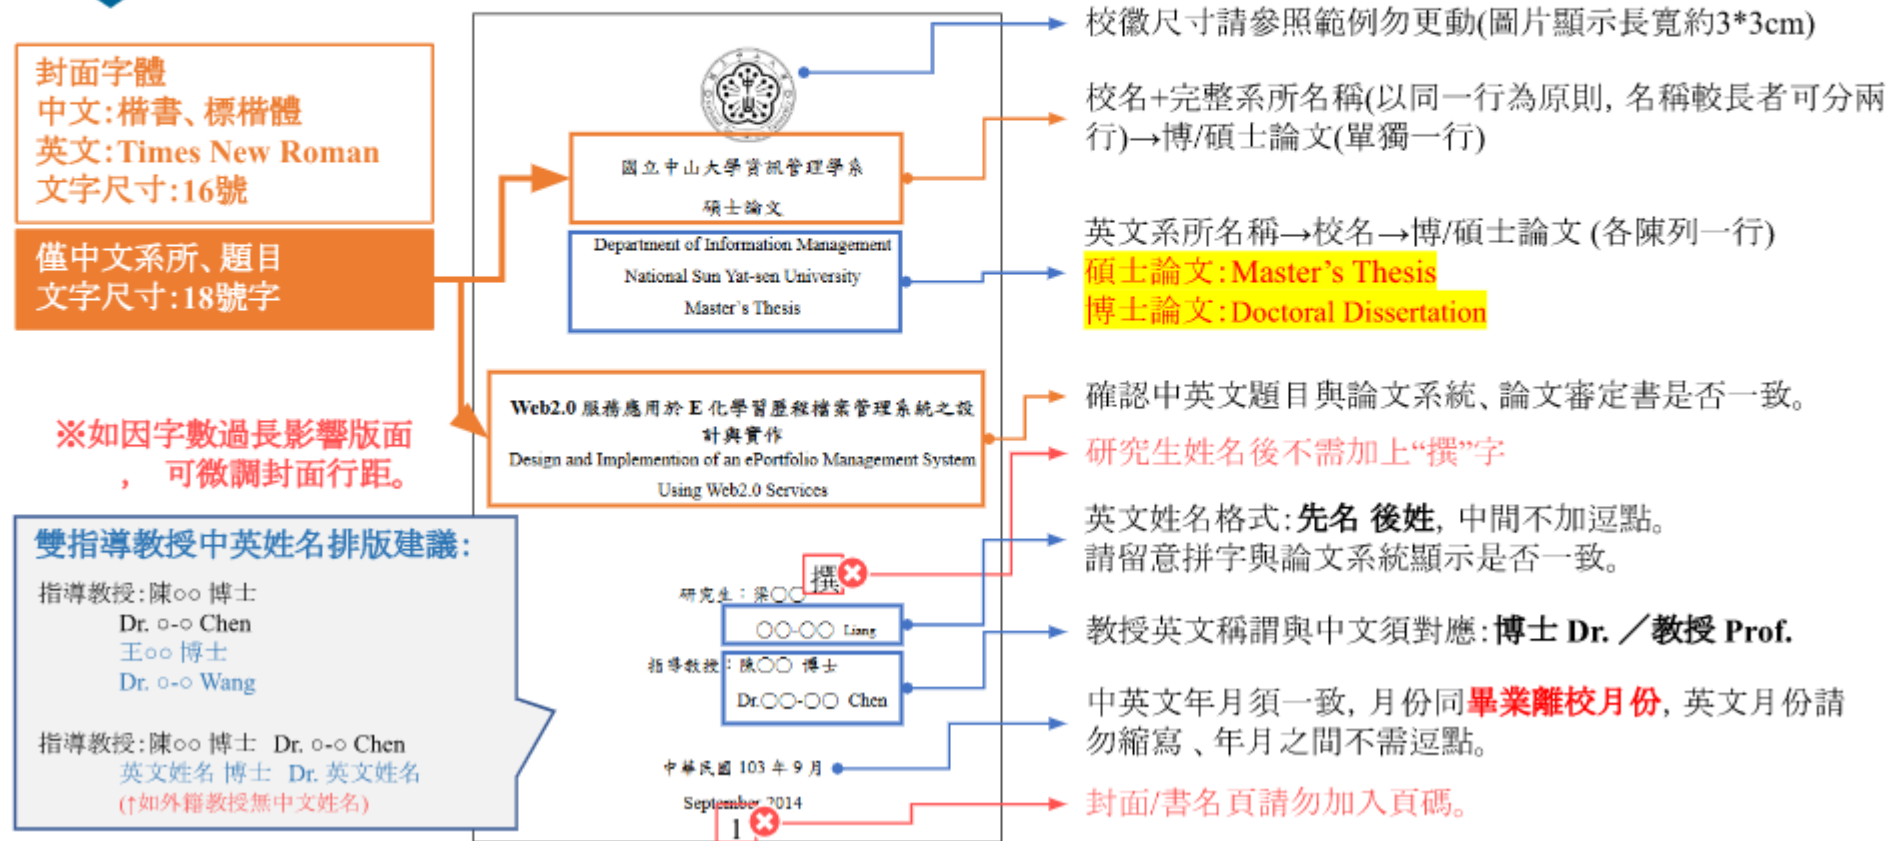 封面字體
中文:楷書、標楷體
英文:Times New Roman
文字尺寸:16號
僅中文系所、題目
文字尺寸:18號字
※如因字數過長影響版面
， 可微調封面行距。
雙指導教授中英姓名排版建議:
指導教授:陳○○ 博士
Dr. ○-○ Chen
王○○ 博士
Dr. ○-○ Wang
指導教授:陳○○ 博士 Dr. ○-○ Chen
英文姓名 博士 Dr. 英文姓名
(↑如外籍教授無中文姓名)
國立中山大學資訊管理學系
碩士論文
Department of Information Management
National Sun Yat-sen University
Master's Thesis
Web2.0 服務應用於 E 化學習歷程檔案管理系統之設
計與實作
Design and Implemention of an ePortfolio Management System
Using Web2.0 Services
撰
研究生：梁○○
○○-○○ Liang
指導教授：陳○○ 博士
Dr.○○-○○ Chen
中華民國 103 年 9 月
September 2014
1
校徽尺寸請參照範例勿更動(圖片顯示長寬約3*3cm)
校名+完整系所名稱(以同一行為原則, 名稱較長者可分兩
行)→博/碩士論文(單獨一行)
英文系所名稱→校名→博/碩士論文 (各陳列一行)
碩士論文:Master's Thesis
博士論文:Doctoral Dissertation
確認中英文題目與論文系統、論文審定書是否一致。
研究生姓名後不需加上“撰”字
英文姓名格式:先名 後姓, 中間不加逗點。
請留意拼字與論文系統顯示是否一致。
教授英文稱謂與中文須對應:博士 Dr. ／教授 Prof.
中英文年月須一致, 月份同畢業離校月份, 英文月份請
勿縮寫 、年月之間不需逗點。
封面/書名頁請勿加入頁碼。